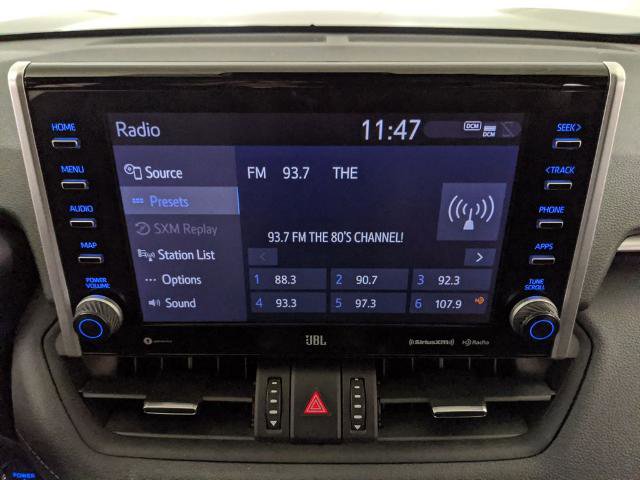 Radio 11:47 DCM
DCM
HOME
MENU
AUDIO
MAP
POWER
VOLUME
Source
Presets
SXM Replay
Station List
Options
Sound
FM 93.7 THE
93.7 FM THE 80'S CHANNEL!
1 88.3 2 90.7 3 92.3
4 93.3 5 97.3 6 107.9
SEEK>
<TRACK
PHONE
APPS
TUNE
SCROLL
JBL
((SiriusXM))
HD Radio
POWER